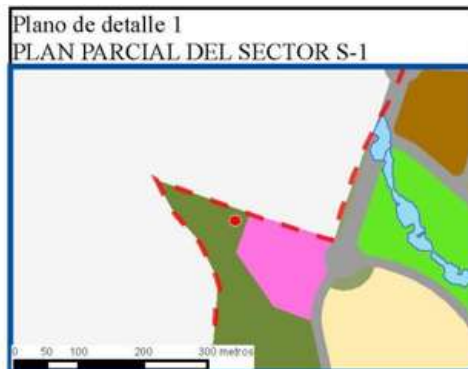 Plano de detalle 1
PLAN PARCIAL DEL SECTOR S-1
0 50 100 200 300 metros